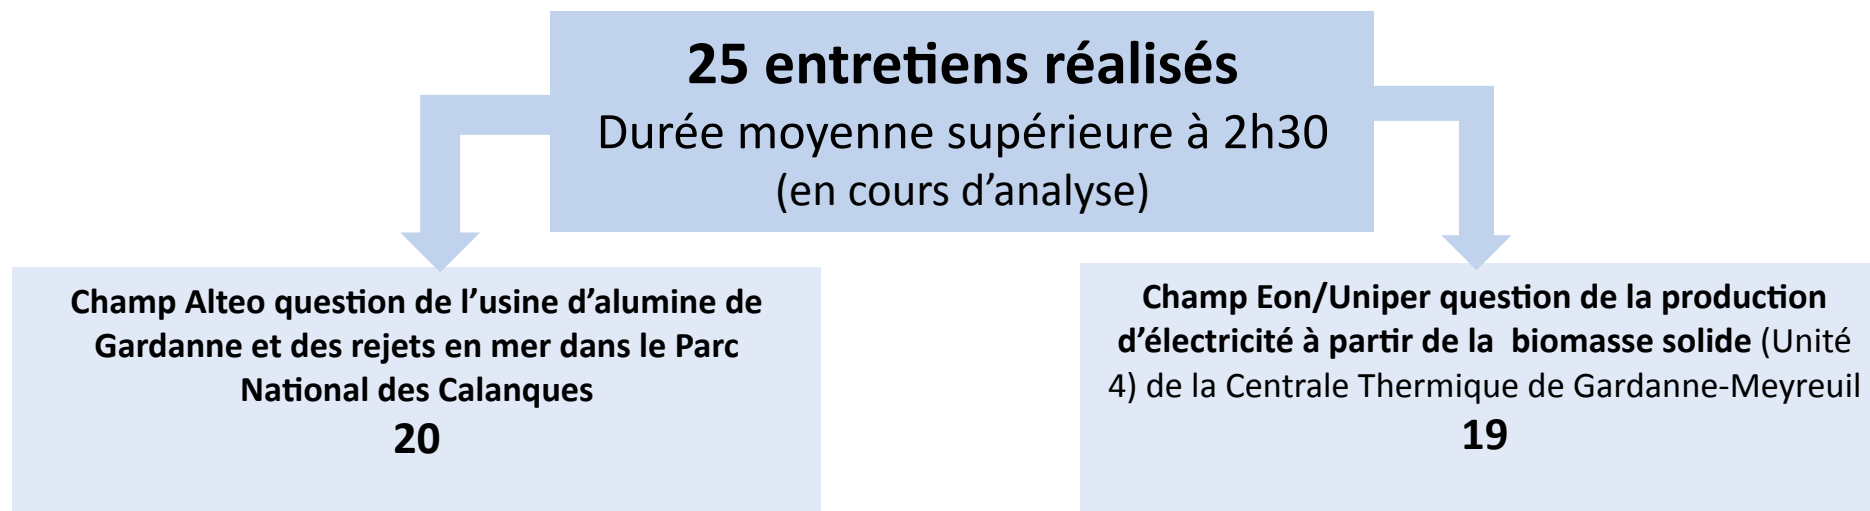 25 entretiens réalisés
Durée moyenne supérieure à 2h30
(en cours d’analyse)
Champ Alteo question de l’usine d’alumine de
Gardanne et des rejets en mer dans le Parc
National des Calanques
20
Champ Eon/Uniper question de la production
d’électricité à partir de la  biomasse solide (Unité
4) de la Centrale Thermique de Gardanne-Meyreuil
19